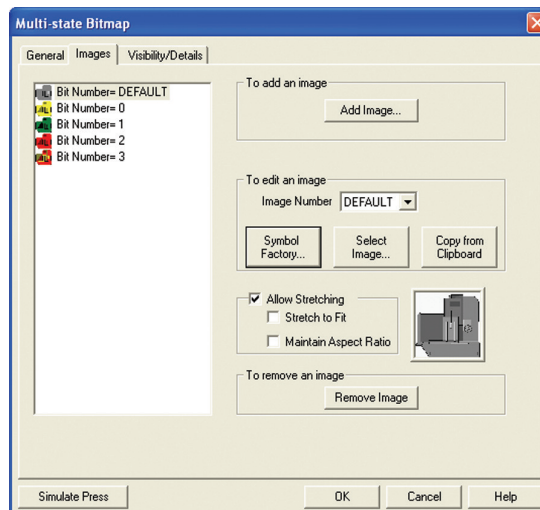 Multi-state Bitmap
General Images Visibility/Details
Bit Number= DEFAULT
Bit Number= 0
Bit Number= 1
Bit Number= 2
Bit Number= 3
To add an image
Add Image...
To edit an image
Image Number DEFAULT
Symbol
Factory...
Select
Image...
Copy from
Clipboard
Allow Stretching
Stretch to Fit
Maintain Aspect Ratio
To remove an image
Remove Image
Simulate Press OK Cancel Help